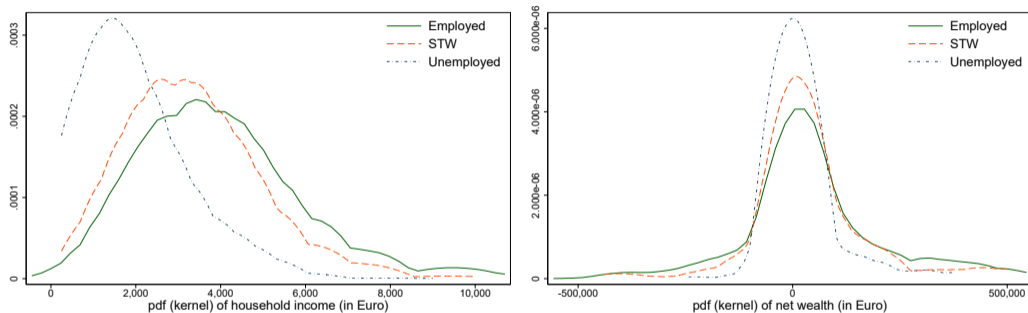 Employed
STW
Unemployed
.0003
.0002
.0001
0
0
2,000
4,000
6,000
8,000
10,000
pdf (kernel) of household income (in Euro)
Employed
STW
Unemployed
6.000e-06
4.000e-06
2.000e-06
0
-500,000
0
500,000
pdf (kernel) of net wealth (in Euro)